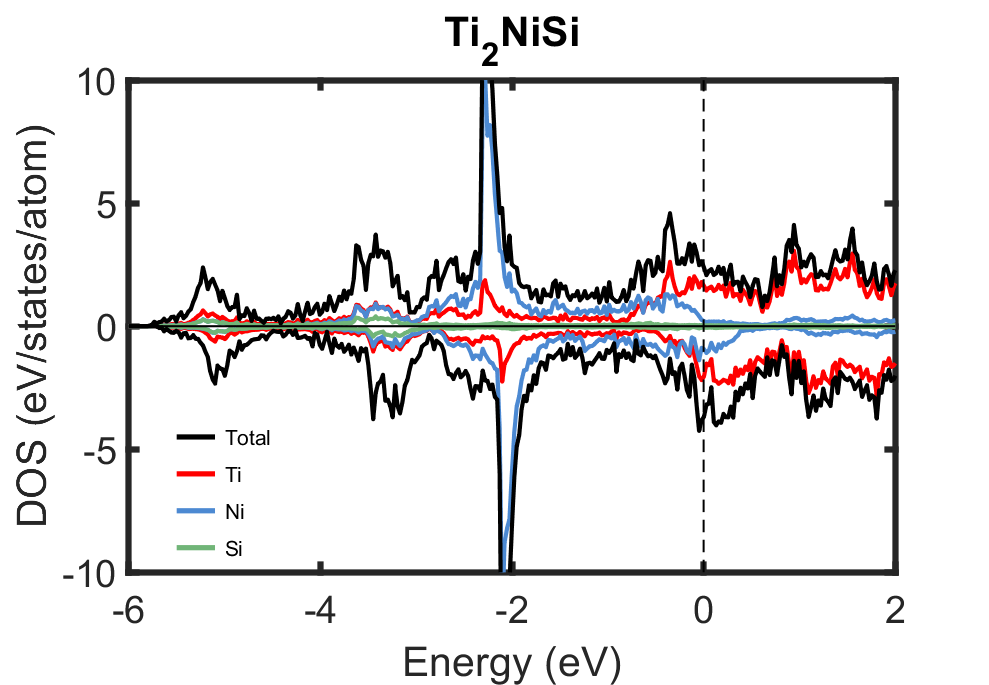 Ti2NiSi
10
5
0
-5
-10
DOS (eV/states/atom)
Total
Ti
Ni
Si
-6 -4 -2 0 2
Energy (eV)